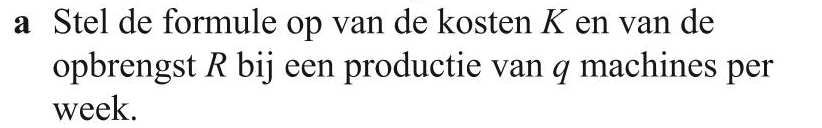 a Stel de formule op van de kosten K en van de
opbrengst R bij een productie van q machines per
week.